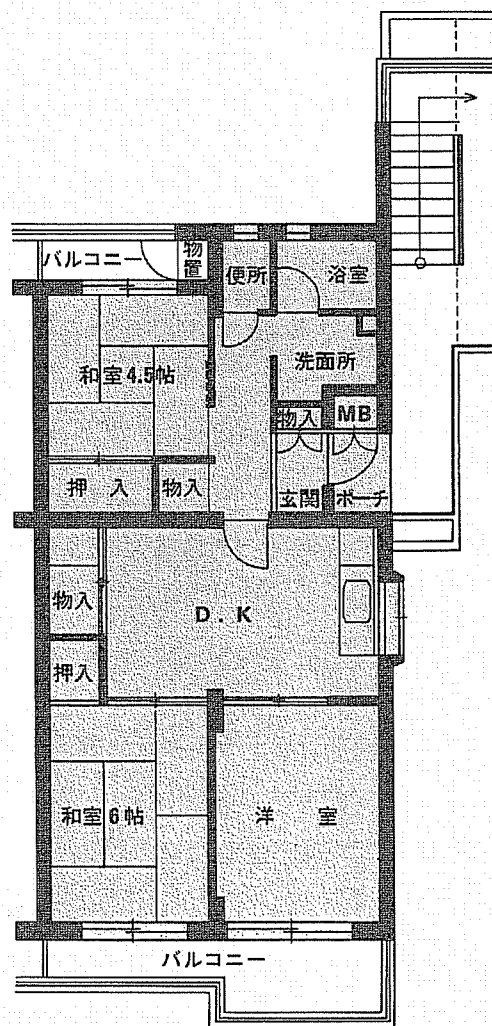 バルコニー
物置
便所
浴室
和室4.5帖
洗面所
物入
MB
押入
物入
玄関
ポーチ
物入
D.K
押入
和室6帖
洋室
バルコニー